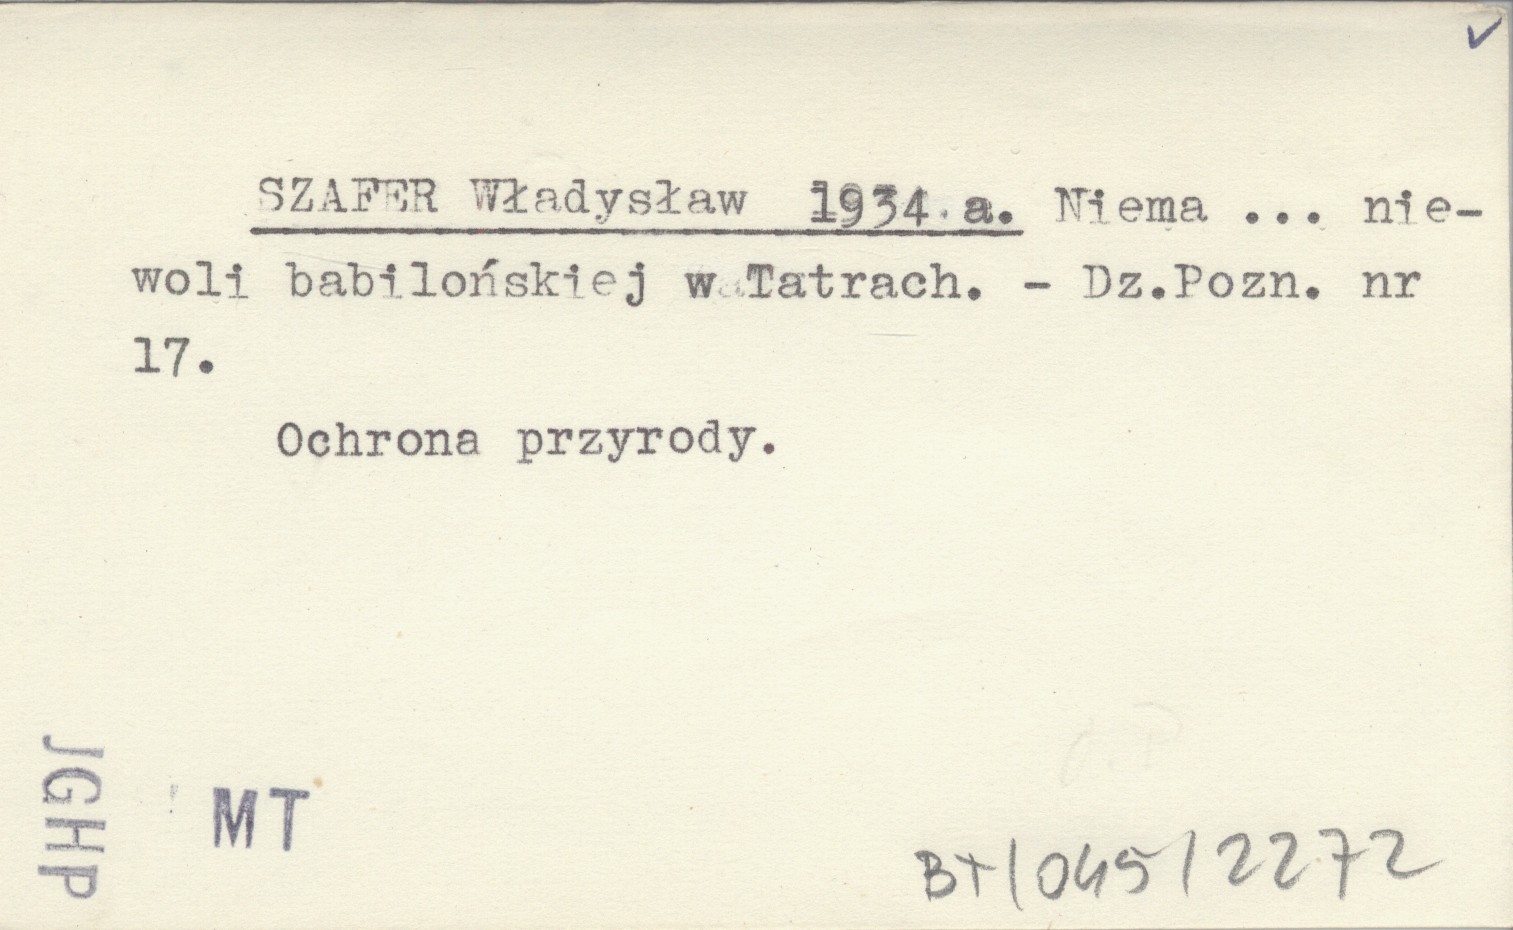 SZAFER Władysław 1934 a. Niema ... nie-
woli babilońskiej w Tatrach. - Dz.Pozn. nr
17.
Ochrona przyrody.
JGHP
MT
BT/045/2272